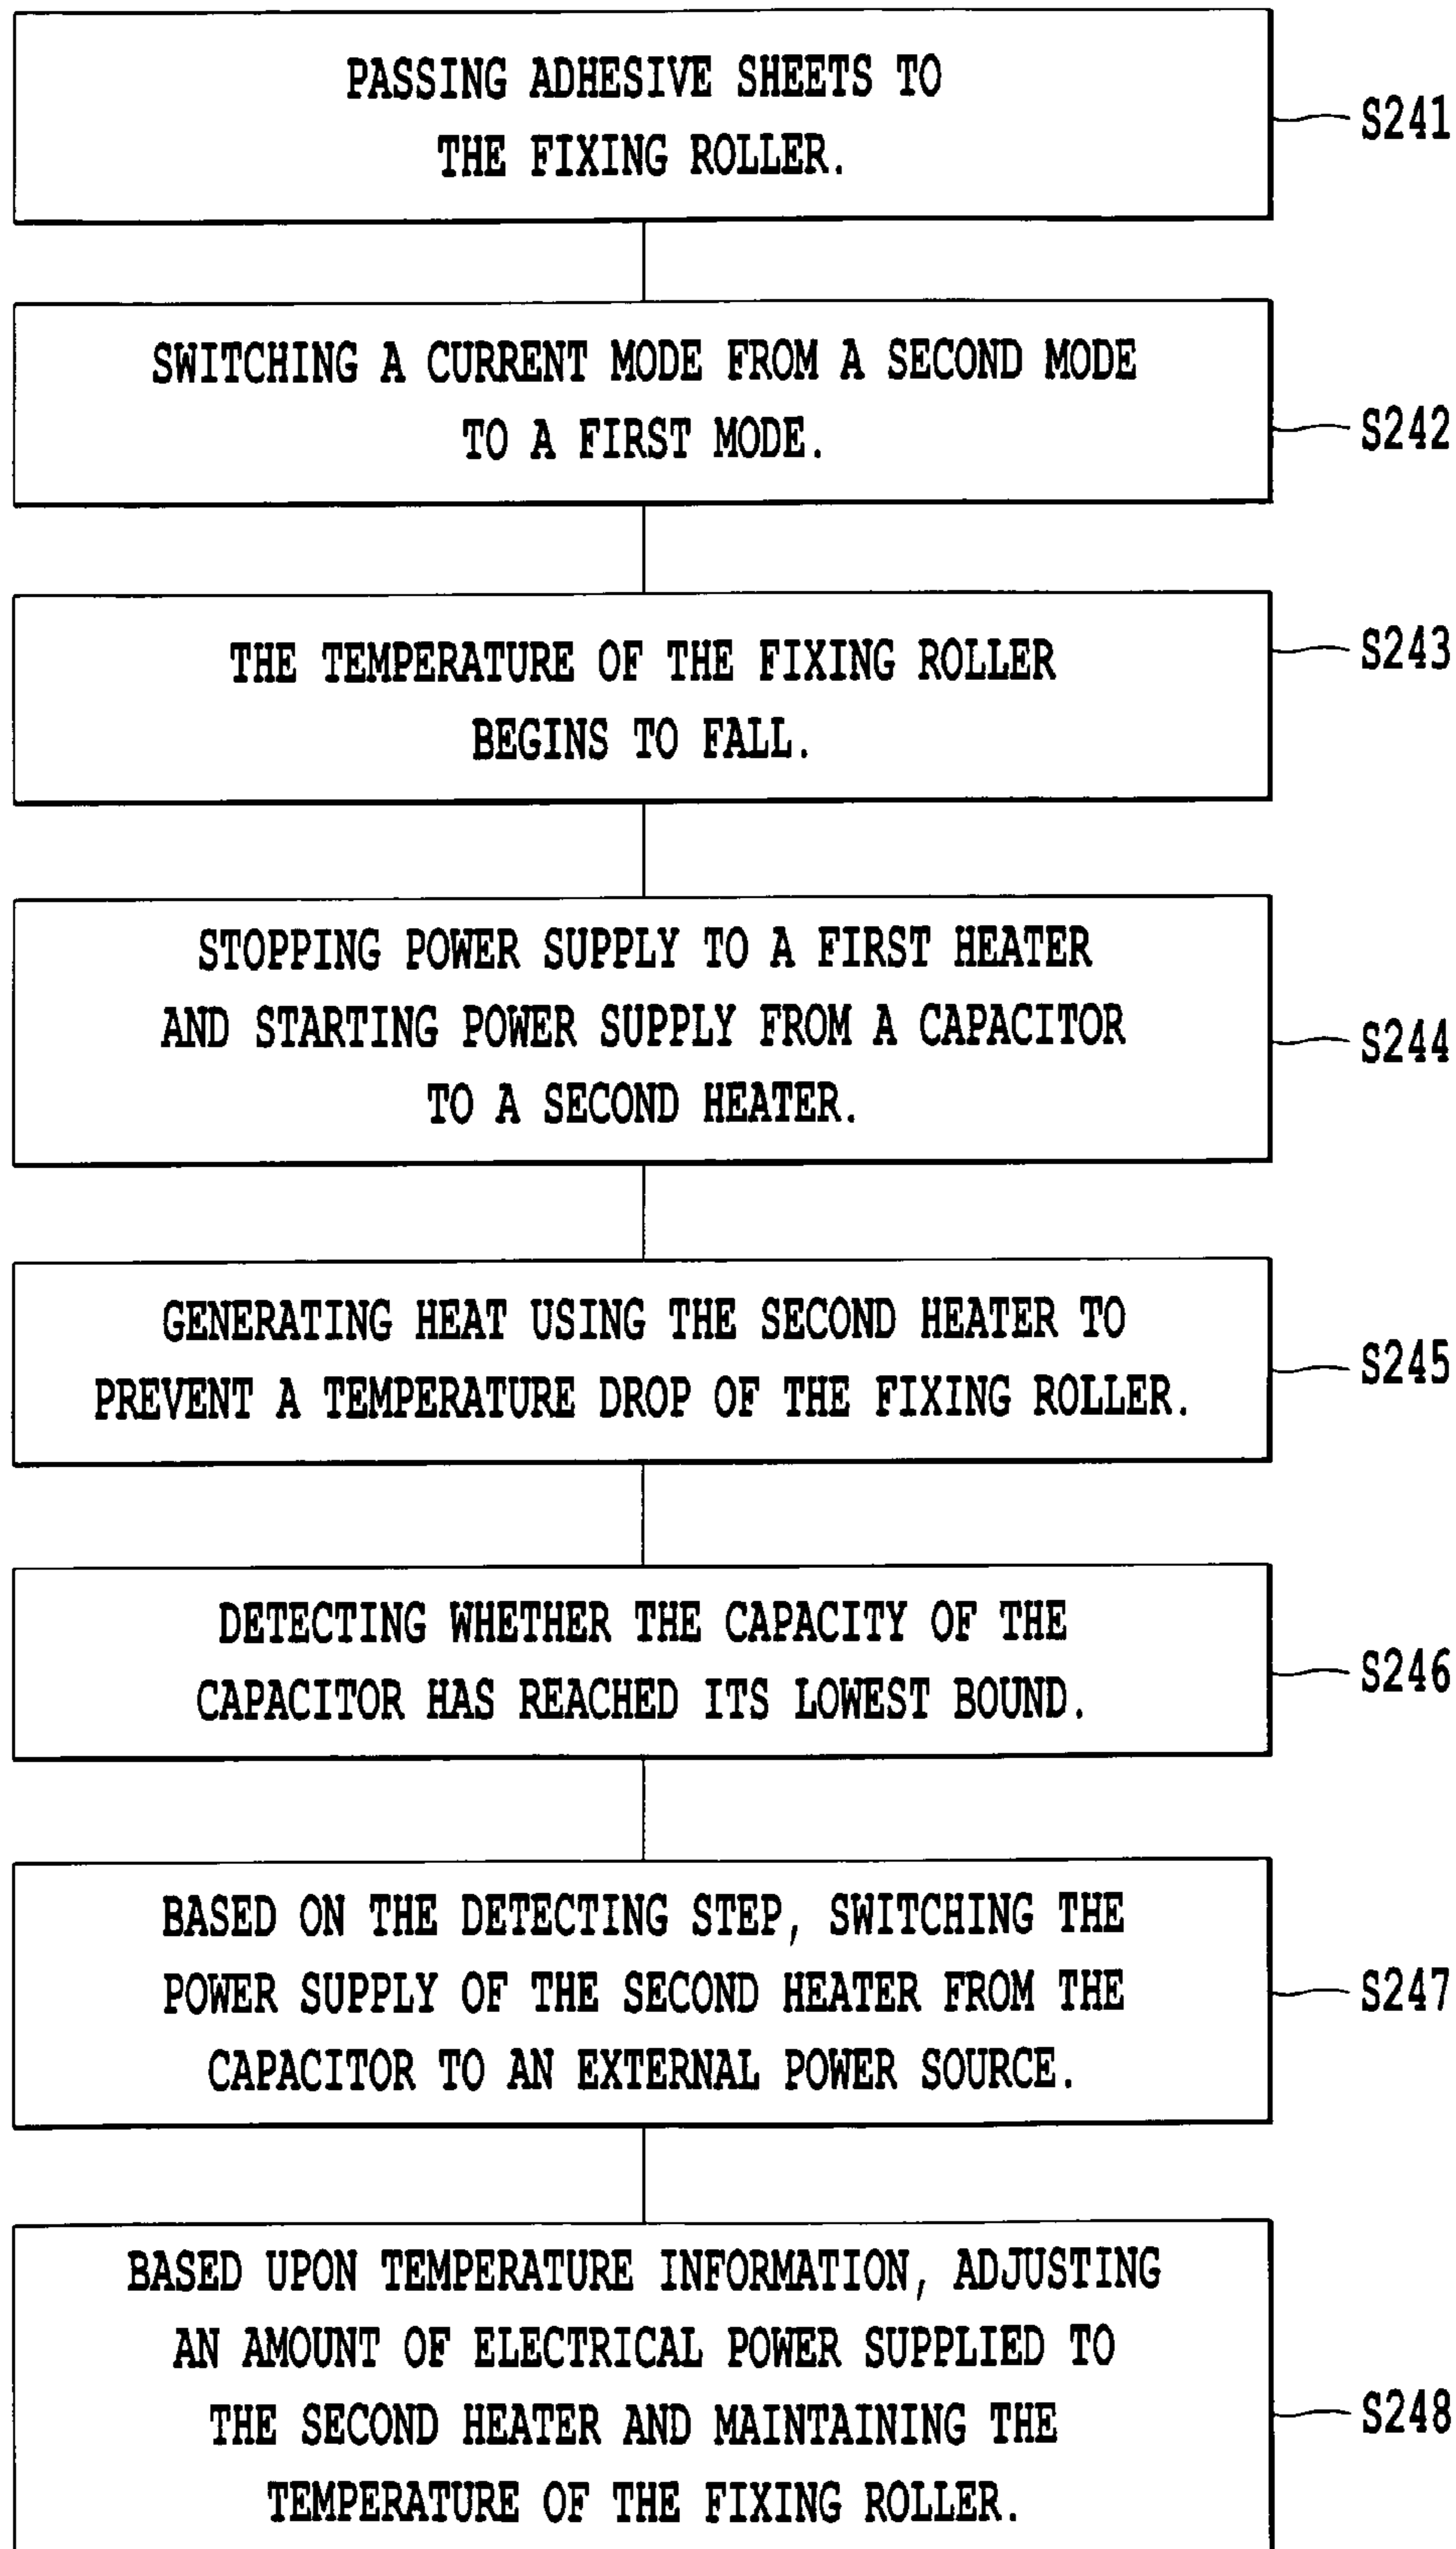 PASSING ADHESIVE SHEETS TO
THE FIXING ROLLER.
S241
SWITCHING A CURRENT MODE FROM A SECOND MODE
TO A FIRST MODE.
S242
THE TEMPERATURE OF THE FIXING ROLLER
BEGINS TO FALL.
S243
STOPPING POWER SUPPLY TO A FIRST HEATER
AND STARTING POWER SUPPLY FROM A CAPACITOR
TO A SECOND HEATER.
S244
GENERATING HEAT USING THE SECOND HEATER TO
PREVENT A TEMPERATURE DROP OF THE FIXING ROLLER.
S245
DETECTING WHETHER THE CAPACITY OF THE
CAPACITOR HAS REACHED ITS LOWEST BOUND.
S246
BASED ON THE DETECTING STEP, SWITCHING THE
POWER SUPPLY OF THE SECOND HEATER FROM THE
CAPACITOR TO AN EXTERNAL POWER SOURCE.
S247
BASED UPON TEMPERATURE INFORMATION, ADJUSTING
AN AMOUNT OF ELECTRICAL POWER SUPPLIED TO
THE SECOND HEATER AND MAINTAINING THE
TEMPERATURE OF THE FIXING ROLLER.
S248